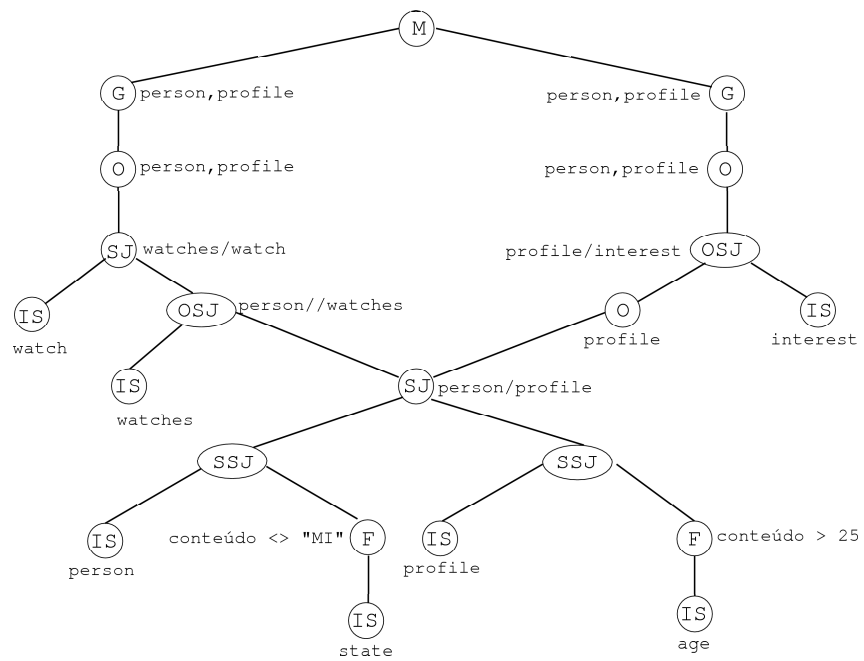 M
G person,profile
person,profile G
O person,profile
person,profile O
SJ watches/watch
profile/interest OSJ
IS
OSJ person//watches
O
IS
watch
profile
interest
IS
SJ person/profile
watches
SSJ
SSJ
IS
conteúdo <> "MI" F
IS
F conteúdo > 25
person
profile
IS
IS
state
age